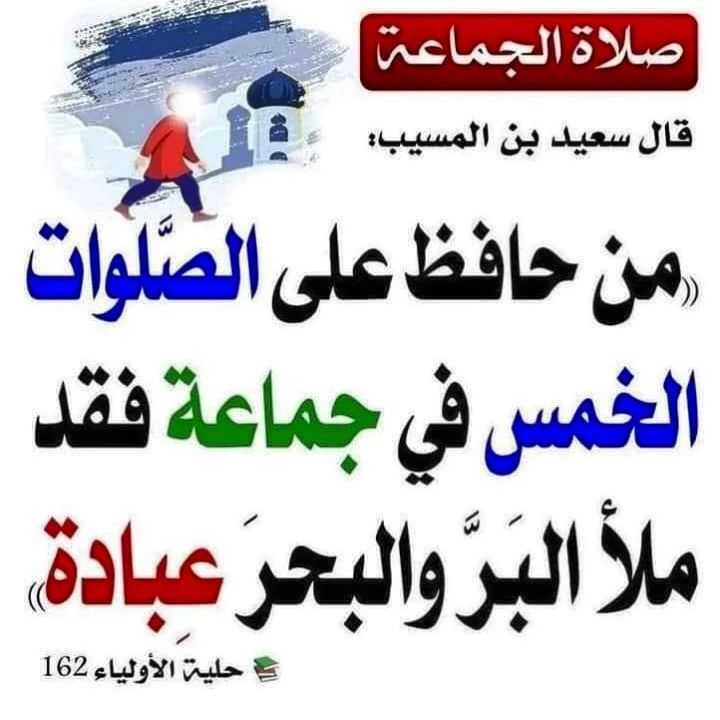 صلاة الجماعة
قال سعيد بن المسيب:
((من حافظ على الصَّلوات
الخمس في جماعة فقد
ملأ البَرَّ والبحرَ عِبادة))
حلية الأولياء 162